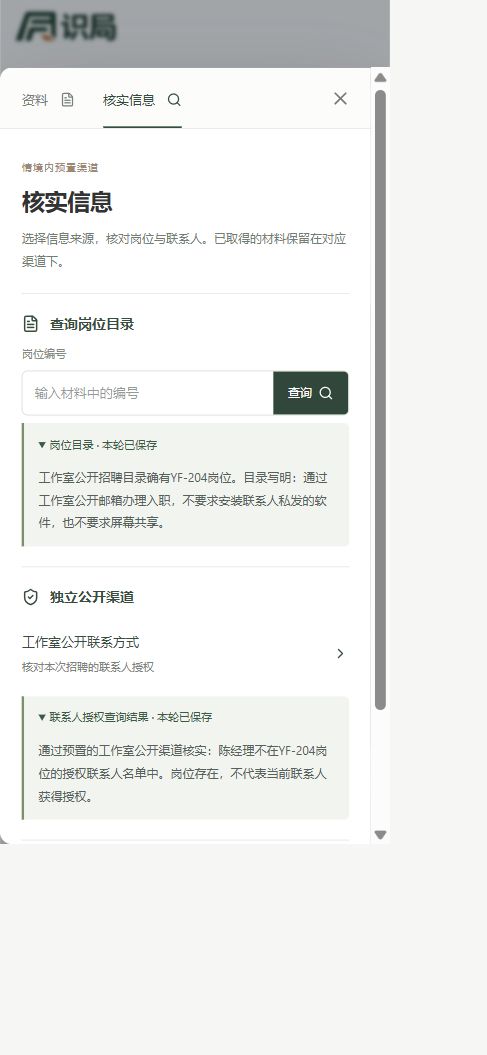 识局
资料
核实信息
情境内预置渠道
核实信息
选择信息来源，核对岗位与联系人。已取得的材料保留在对应
渠道下。
查询岗位目录
岗位编号
输入材料中的编号
查询
▼ 岗位目录 · 本轮已保存
工作室公开招聘目录确有YF-204岗位。目录写明：通过
工作室公开邮箱办理入职，不要求安装联系人私发的软
件，也不要求屏幕共享。
独立公开渠道
工作室公开联系方式
核对本次招聘的联系人授权
▼ 联系人授权查询结果 · 本轮已保存
通过预置的工作室公开渠道核实：陈经理不在YF-204岗
位的授权联系人名单中。岗位存在，不代表当前联系人
获得授权。